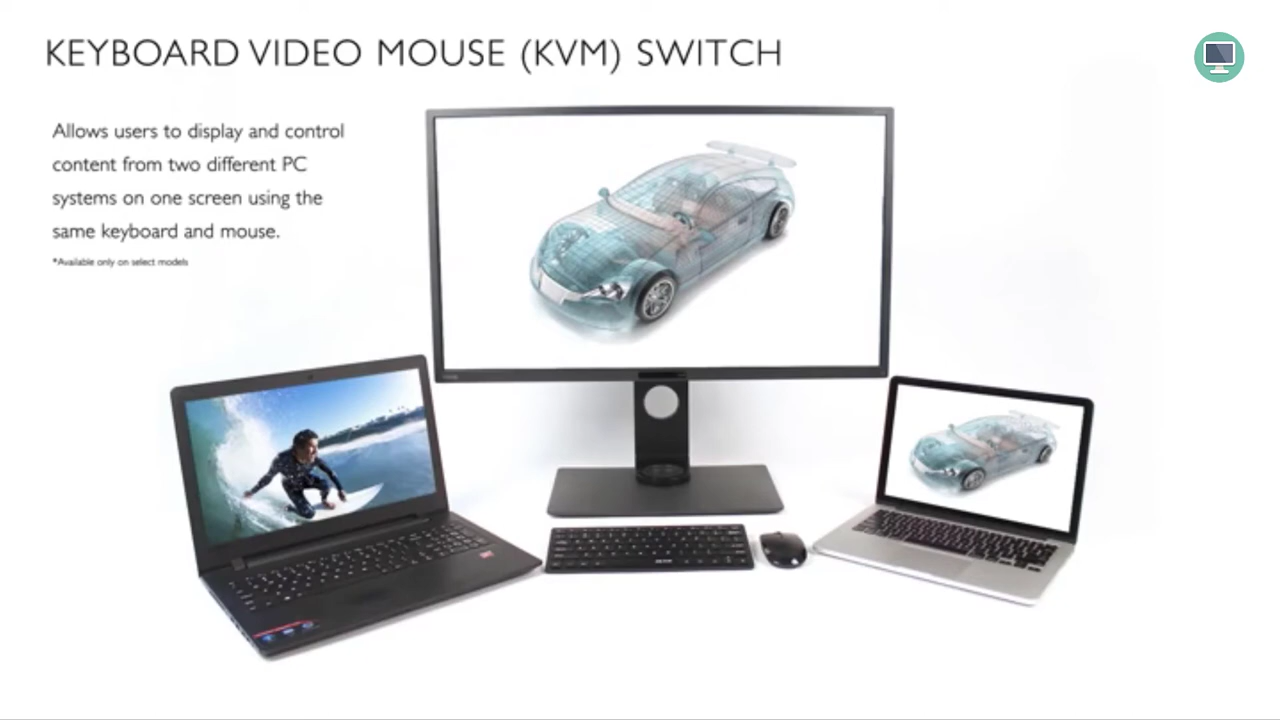 KEYBOARD VIDEO MOUSE (KVM) SWITCH
Allows users to display and control
content from two different PC
systems on one screen using the
same keyboard and mouse.
*Available only on select models